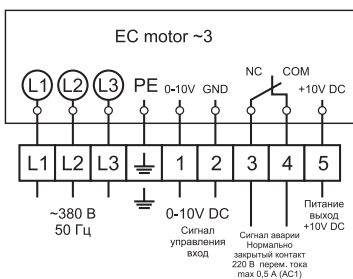 EC motor ~3
L1 L2 L3 PE 0-10V GND NC COM +10V DC
L1 L2 L3 1 2 3 4 5
~380 В
50 Гц
0-10V DC
Сигнал
управления
вход
Сигнал аварии
Нормально
закрытый контакт
220 В перем. тока
max 0,5 A (AC1)
Питание
выход
+10V DC